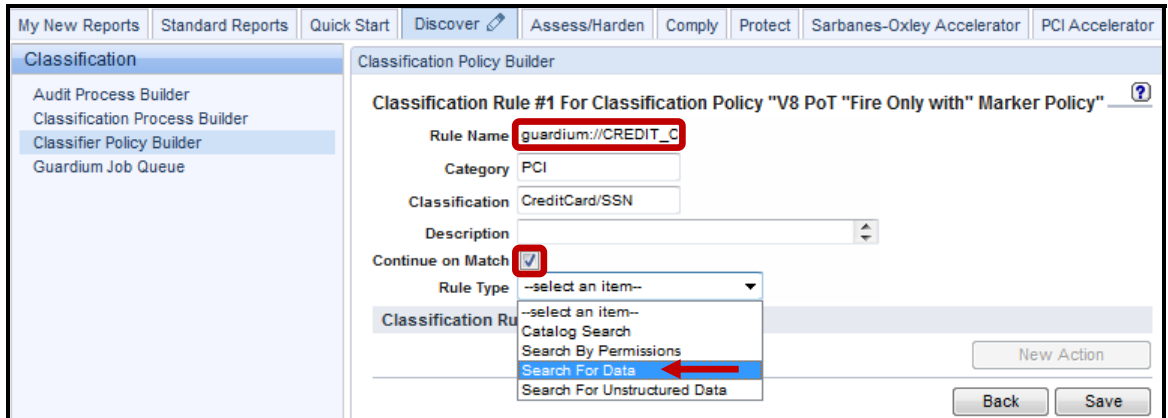 My New Reports Standard Reports Quick Start Discover Assess/Harden Comply Protect Sarbanes-Oxley Accelerator PCI Accelerator
Classification
Audit Process Builder
Classification Process Builder
Classifier Policy Builder
Guardium Job Queue
Classification Policy Builder
Classification Rule #1 For Classification Policy "V8 PoT "Fire Only with" Marker Policy"
?
Rule Name guardium://CREDIT_C
Category PCI
Classification CreditCard/SSN
Description
Continue on Match
Rule Type --select an item--
--select an item--
Catalog Search
Search By Permissions
Search For Data
Search For Unstructured Data
Classification Ru
New Action
Back Save